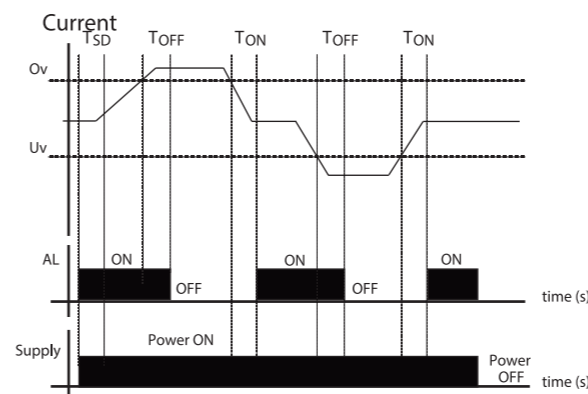 Current
TSD TOFF TON TOFF TON
Ov
Uv
AL
ON ON ON
OFF OFF
time (s)
Supply
Power ON
Power
OFF
time (s)